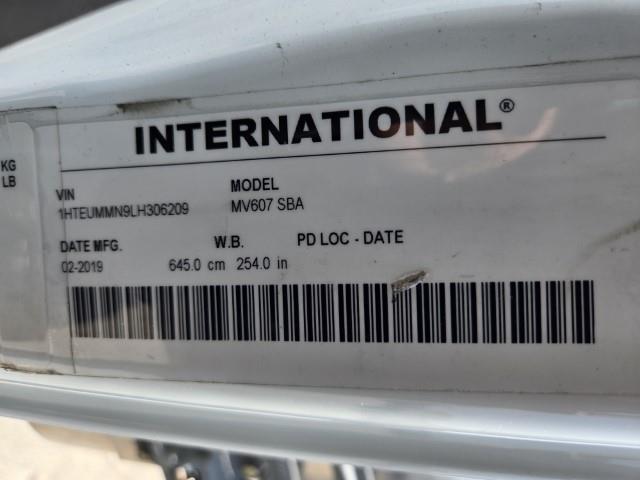 INTERNATIONAL®
KG
LB
VIN MODEL
1HTEUMMN9LH306209 MV607 SBA
DATE MFG. W.B. PD LOC - DATE
02-2019 645.0 cm 254.0 in